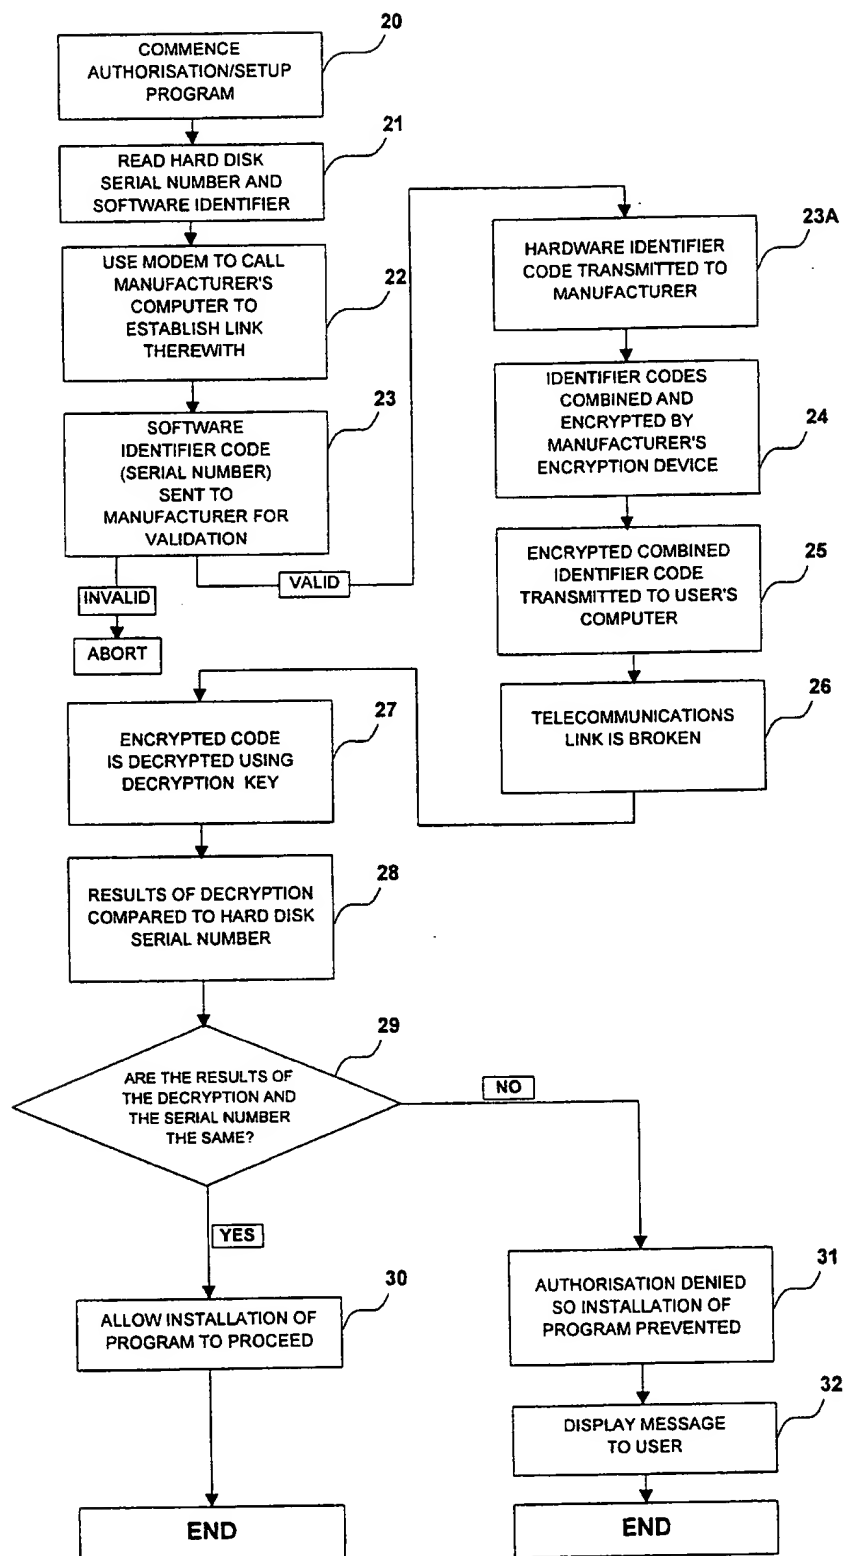 20
COMMENCE
AUTHORISATION/SETUP
PROGRAM
21
READ HARD DISK
SERIAL NUMBER AND
SOFTWARE IDENTIFIER
22
USE MODEM TO CALL
MANUFACTURER'S
COMPUTER TO
ESTABLISH LINK
THEREWITH
23
SOFTWARE
IDENTIFIER CODE
(SERIAL NUMBER)
SENT TO
MANUFACTURER FOR
VALIDATION
INVALID
ABORT
VALID
23A
HARDWARE IDENTIFIER
CODE TRANSMITTED TO
MANUFACTURER
24
IDENTIFIER CODES
COMBINED AND
ENCRYPTED BY
MANUFACTURER'S
ENCRYPTION DEVICE
25
ENCRYPTED COMBINED
IDENTIFIER CODE
TRANSMITTED TO USER'S
COMPUTER
26
TELECOMMUNICATIONS
LINK IS BROKEN
27
ENCRYPTED CODE
IS DECRYPTED USING
DECRYPTION KEY
28
RESULTS OF DECRYPTION
COMPARED TO HARD DISK
SERIAL NUMBER
29
ARE THE RESULTS OF
THE DECRYPTION AND
THE SERIAL NUMBER
THE SAME?
NO
YES
30
ALLOW INSTALLATION OF
PROGRAM TO PROCEED
END
31
AUTHORISATION DENIED
SO INSTALLATION OF
PROGRAM PREVENTED
32
DISPLAY MESSAGE
TO USER
END